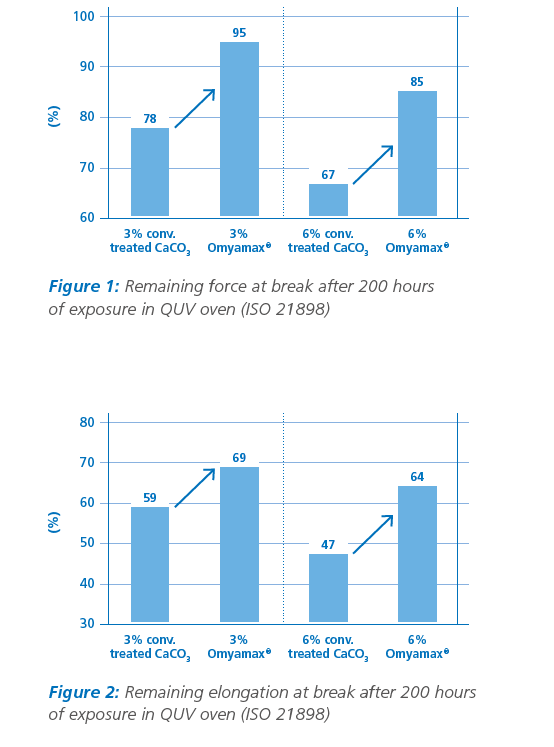 100
90
80
70
60
(%)
78
95
67
85
3% conv.
treated CaCO₃
3%
Omyamax®
6% conv.
treated CaCO₃
6%
Omyamax®
Figure 1: Remaining force at break after 200 hours
of exposure in QUV oven (ISO 21898)
80
70
60
50
40
30
(%)
59
69
47
64
3% conv.
treated CaCO₃
3%
Omyamax®
6% conv.
treated CaCO₃
6%
Omyamax®
Figure 2: Remaining elongation at break after 200 hours
of exposure in QUV oven (ISO 21898)